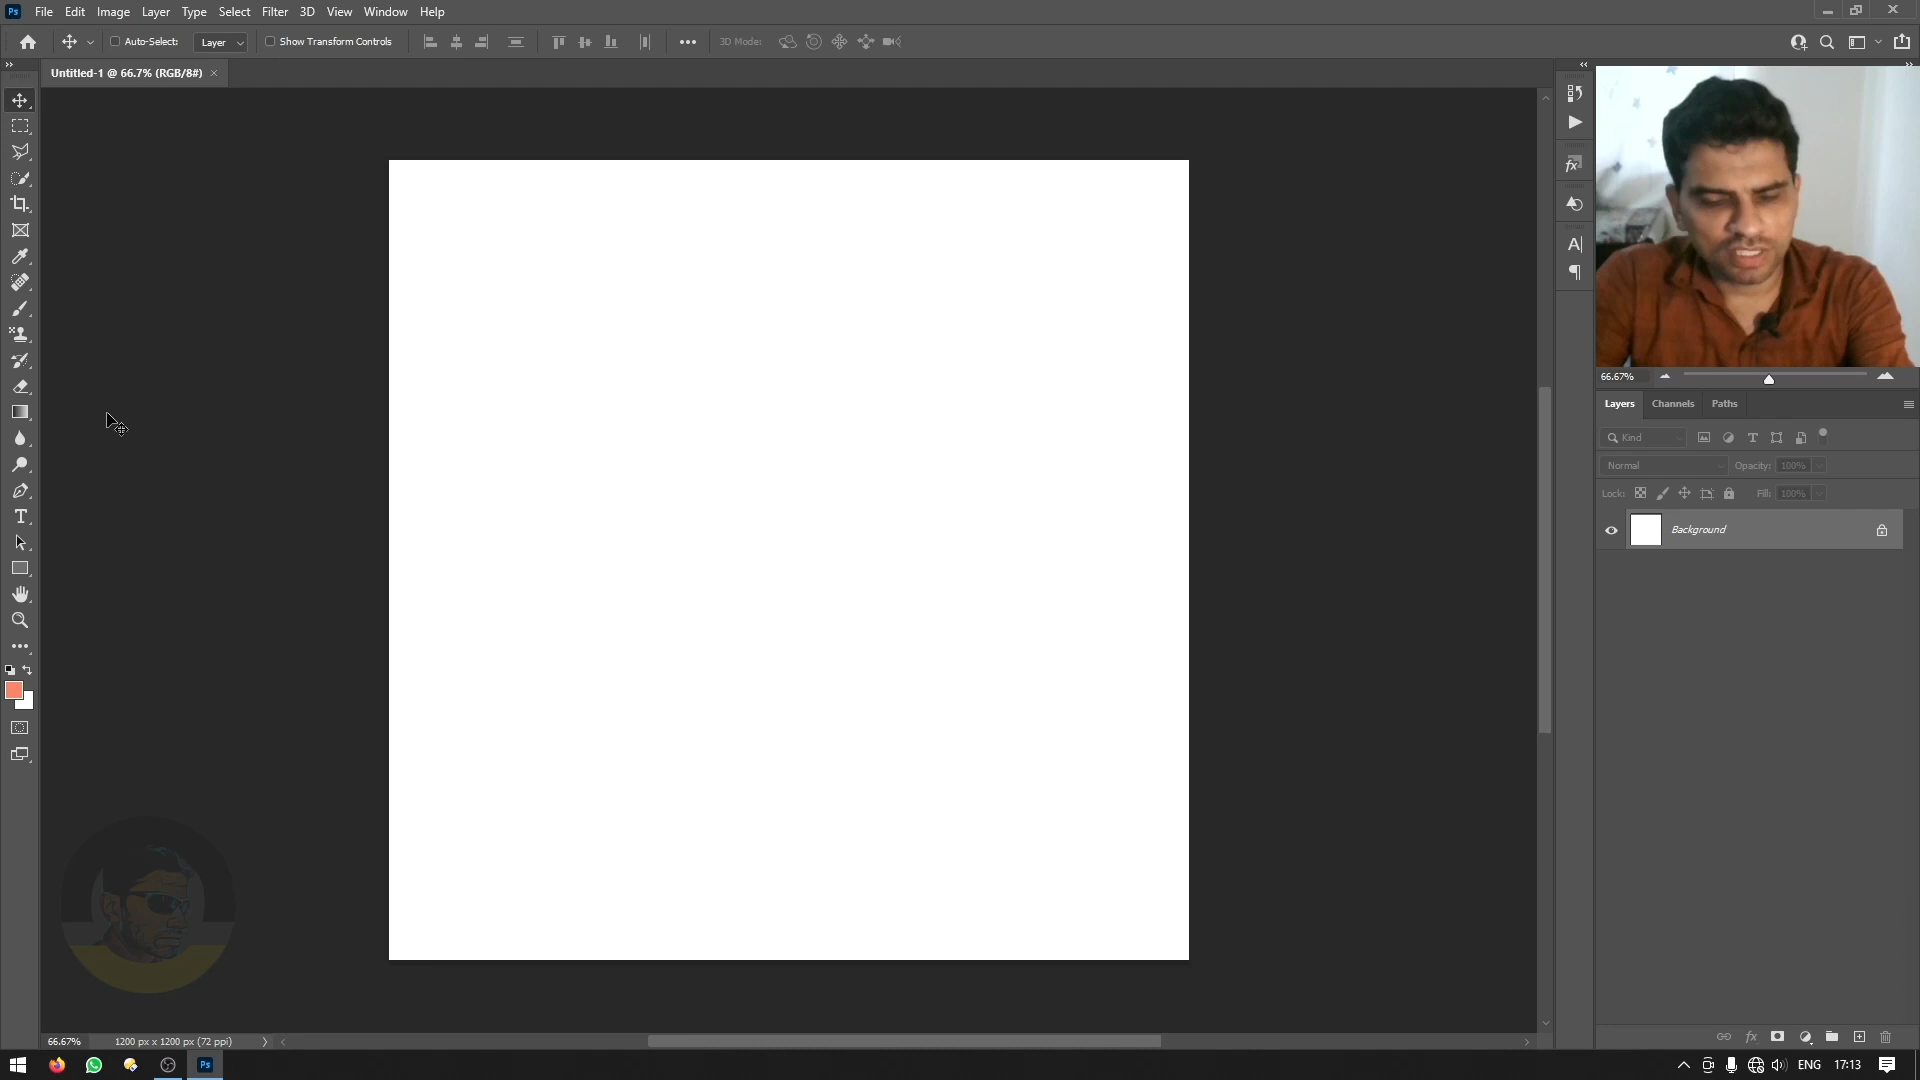 Ps File Edit Image Layer Type Select Filter 3D View Window Help
Auto-Select: Layer Show Transform Controls 3D Mode:
Untitled-1 @ 66.7% (RGB/8#)
66.67%
Layers Channels Paths
Kind
Normal Opacity: 100%
Lock: Fill: 100%
Background
66.67% 1200 px x 1200 px (72 ppi)
Ps ENG 17:13